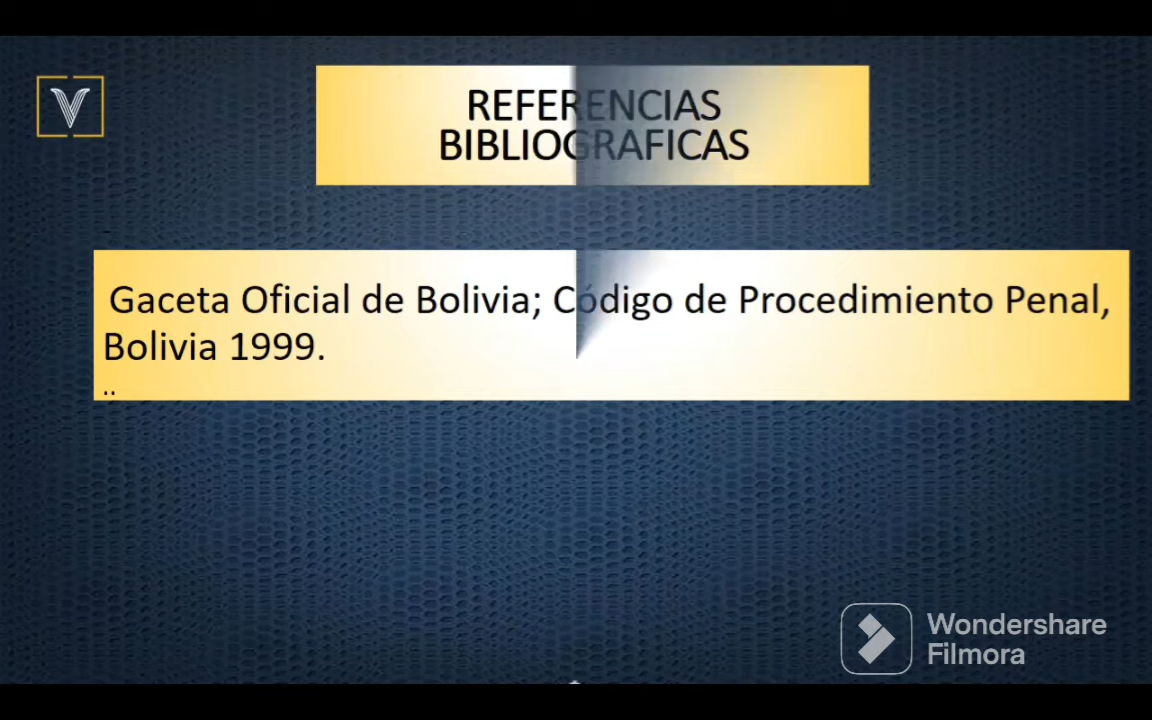 REFERENCIAS
BIBLIOGRAFICAS
Gaceta Oficial de Bolivia; Código de Procedimiento Penal,
Bolivia 1999.
..
Wondershare
Filmora